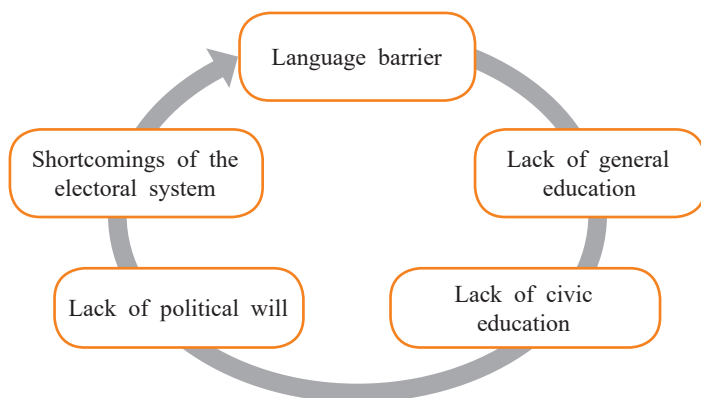 Language barrier
Lack of general
education
Lack of civic
education
Lack of political will
Shortcomings of the
electoral system